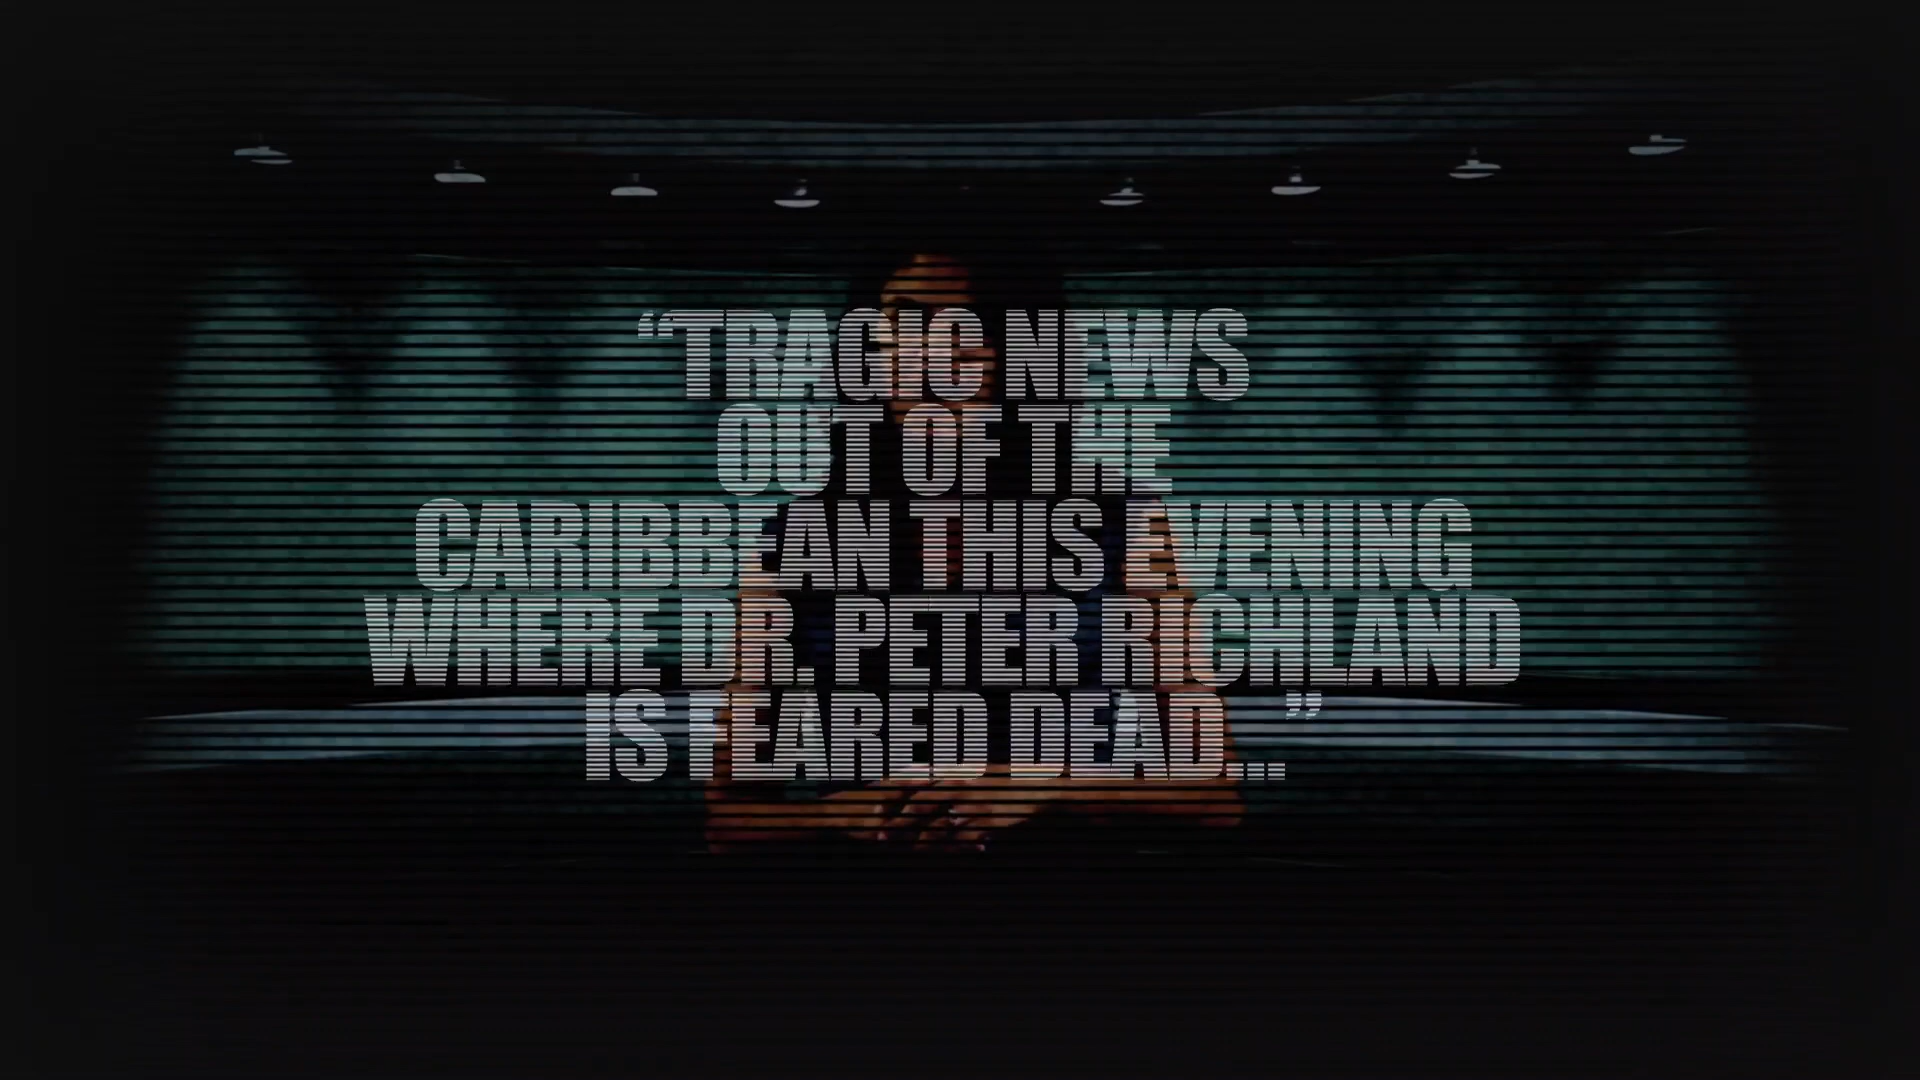 “TRAGIC NEWS
OUT OF THE
CARIBBEAN THIS EVENING
WHERE DR. PETER RICHLAND
IS FEARED DEAD...”